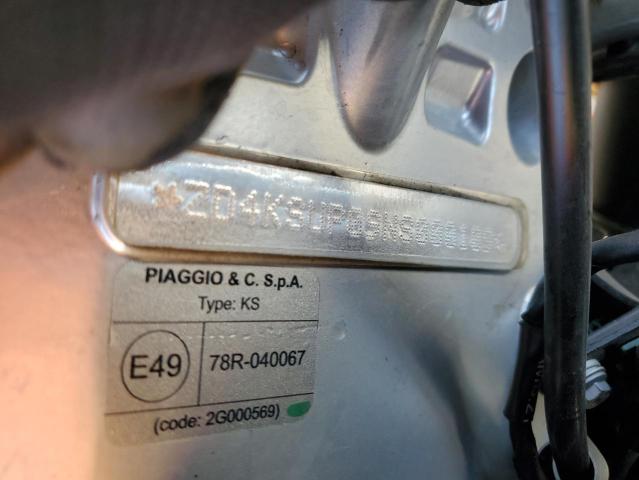 PIAGGIO & C. S.p.A.
Type: KS
E49
78R-040067
(code: 2G000569)